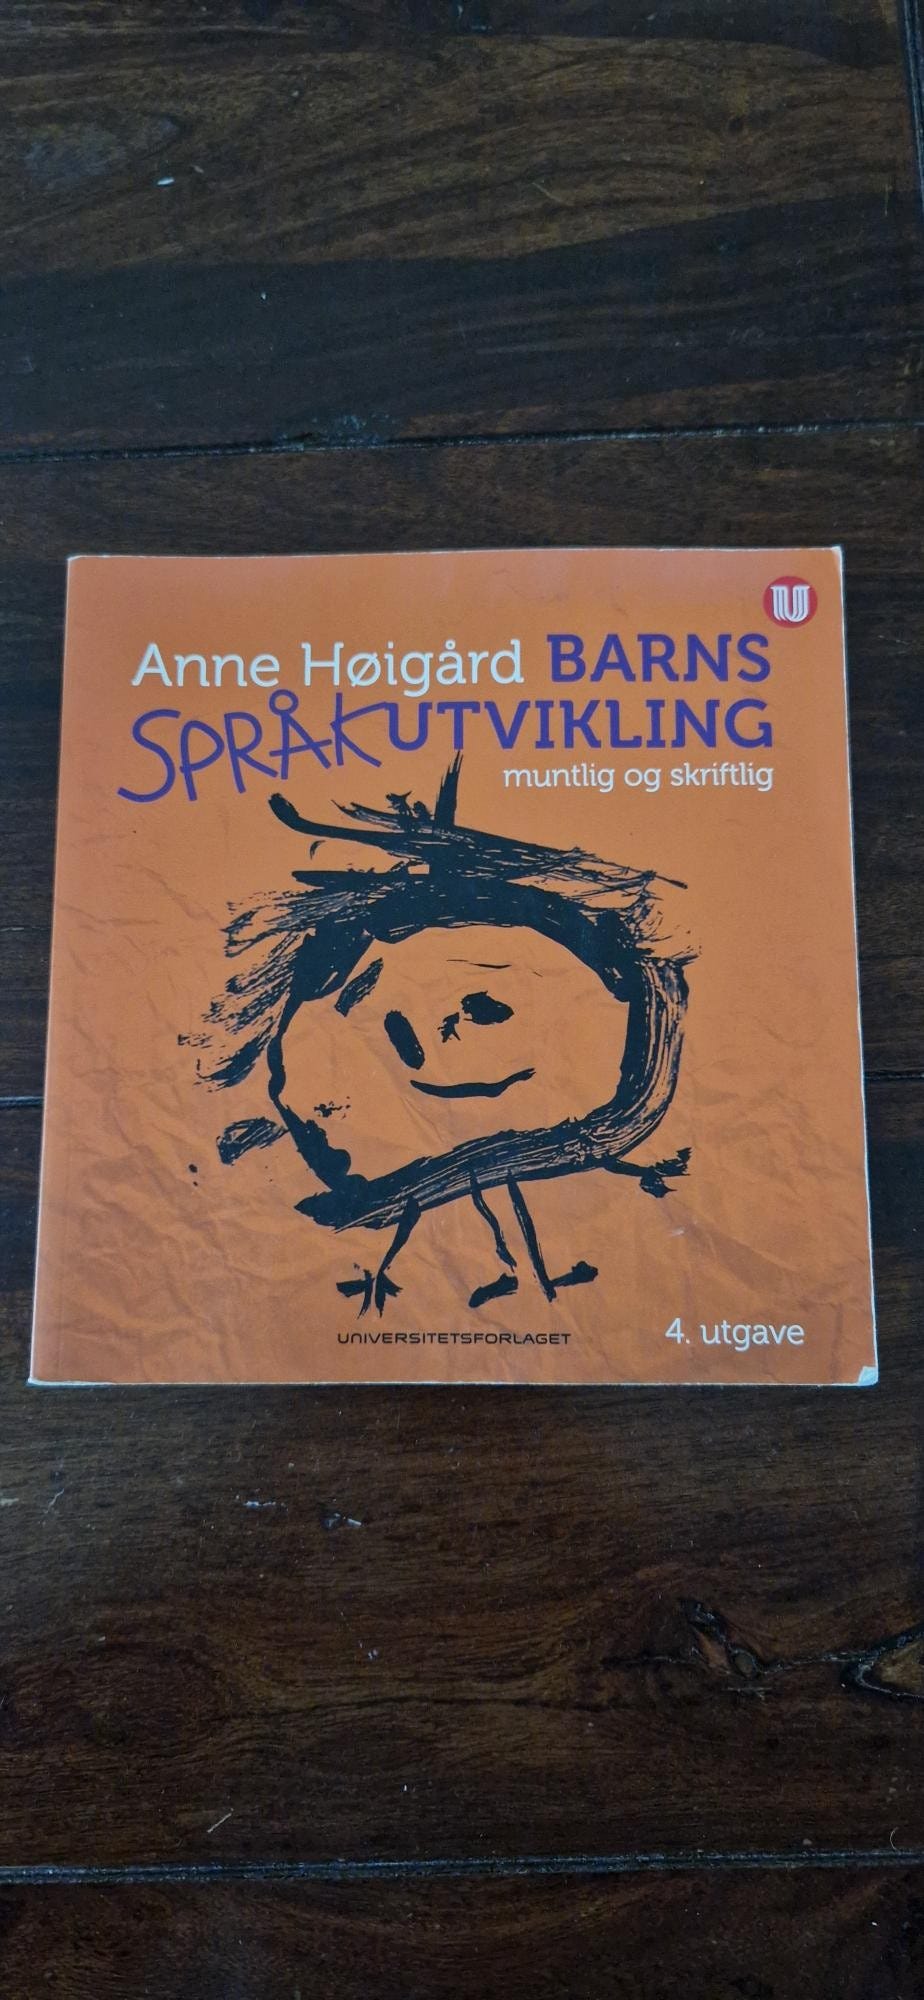 U
Anne Høigård BARNS
SPRÅKUTVIKLING
muntlig og skriftlig
UNIVERSITETSFORLAGET
4. utgave